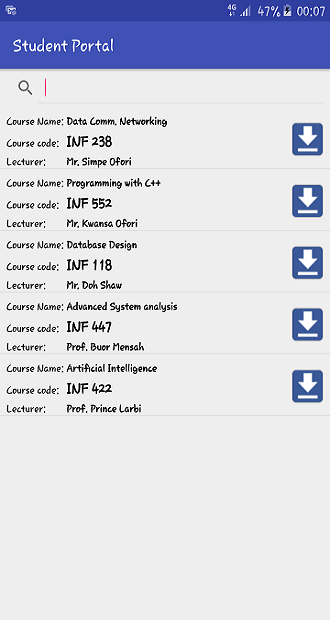 4G 47% 00:07
Student Portal
Course Name: Data Comm. Networking
Course code: INF 238
Lecturer: Mr. Simpe Ofori
Course Name: Programming with C++
Course code: INF 552
Lecturer: Mr. Kwansa Ofori
Course Name: Database Design
Course code: INF 118
Lecturer: Mr. Doh Shaw
Course Name: Advanced System analysis
Course code: INF 447
Lecturer: Prof. Buor Mensah
Course Name: Artificial Intelligence
Course code: INF 422
Lecturer: Prof. Prince Larbi